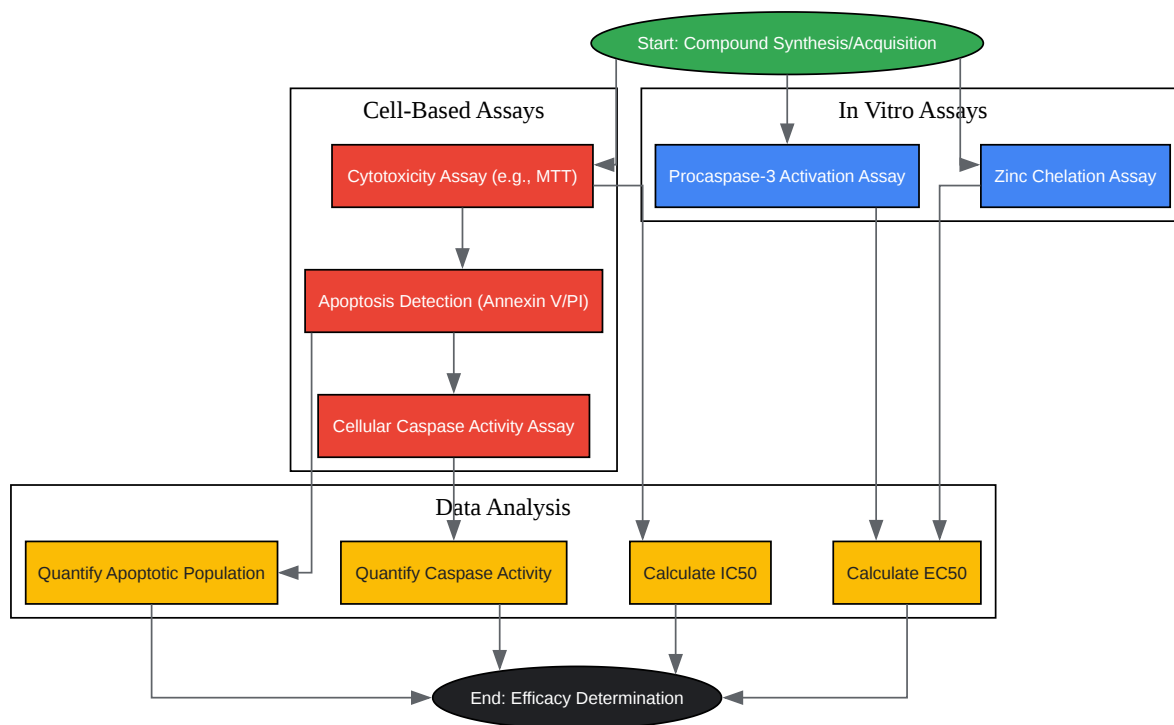 Start: Compound Synthesis/Acquisition
Cell-Based Assays
In Vitro Assays
Cytotoxicity Assay (e.g., MTT)
Procaspase-3 Activation Assay
Zinc Chelation Assay
Apoptosis Detection (Annexin V/PI)
Cellular Caspase Activity Assay
Data Analysis
Quantify Apoptotic Population
Quantify Caspase Activity
Calculate IC50
Calculate EC50
End: Efficacy Determination